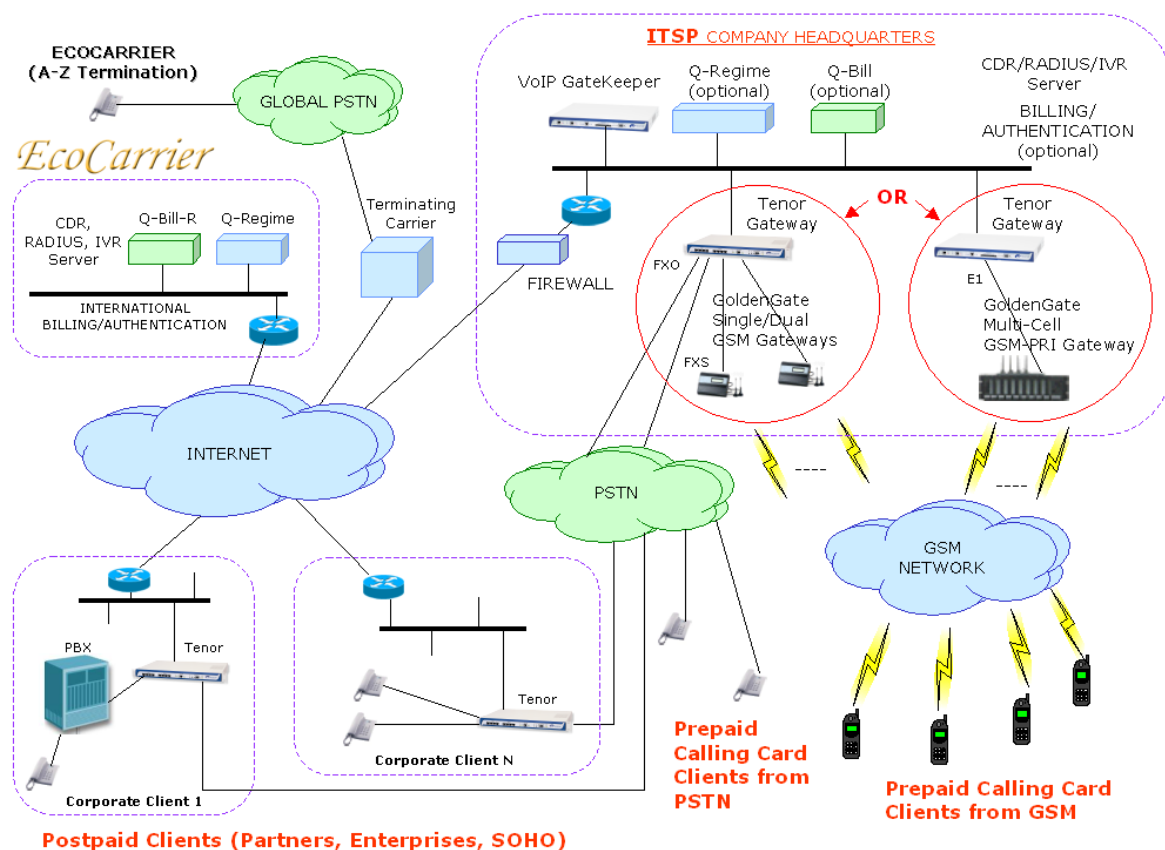 ECOCARRIER
(A-Z Termination)
GLOBAL PSTN
EcoCarrier
CDR,
RADIUS, IVR
Server
Q-Bill-R
Q-Regime
INTERNATIONAL
BILLING/AUTHENTICATION
Terminating
Carrier
ITSP COMPANY HEADQUARTERS
VoIP GateKeeper
Q-Regime
(optional)
Q-Bill
(optional)
CDR/RADIUS/IVR
Server
BILLING/
AUTHENTICATION
(optional)
FIREWALL
Tenor
Gateway
OR
Tenor
Gateway
FXO
GoldenGate
Single/Dual
GSM Gateways
FXS
E1
GoldenGate
Multi-Cell
GSM-PRI Gateway
INTERNET
PSTN
----
----
GSM
NETWORK
PBX
Tenor
Corporate Client 1
Tenor
Corporate Client N
Prepaid
Calling Card
Clients from
PSTN
Prepaid Calling Card
Clients from GSM
Postpaid Clients (Partners, Enterprises, SOHO)